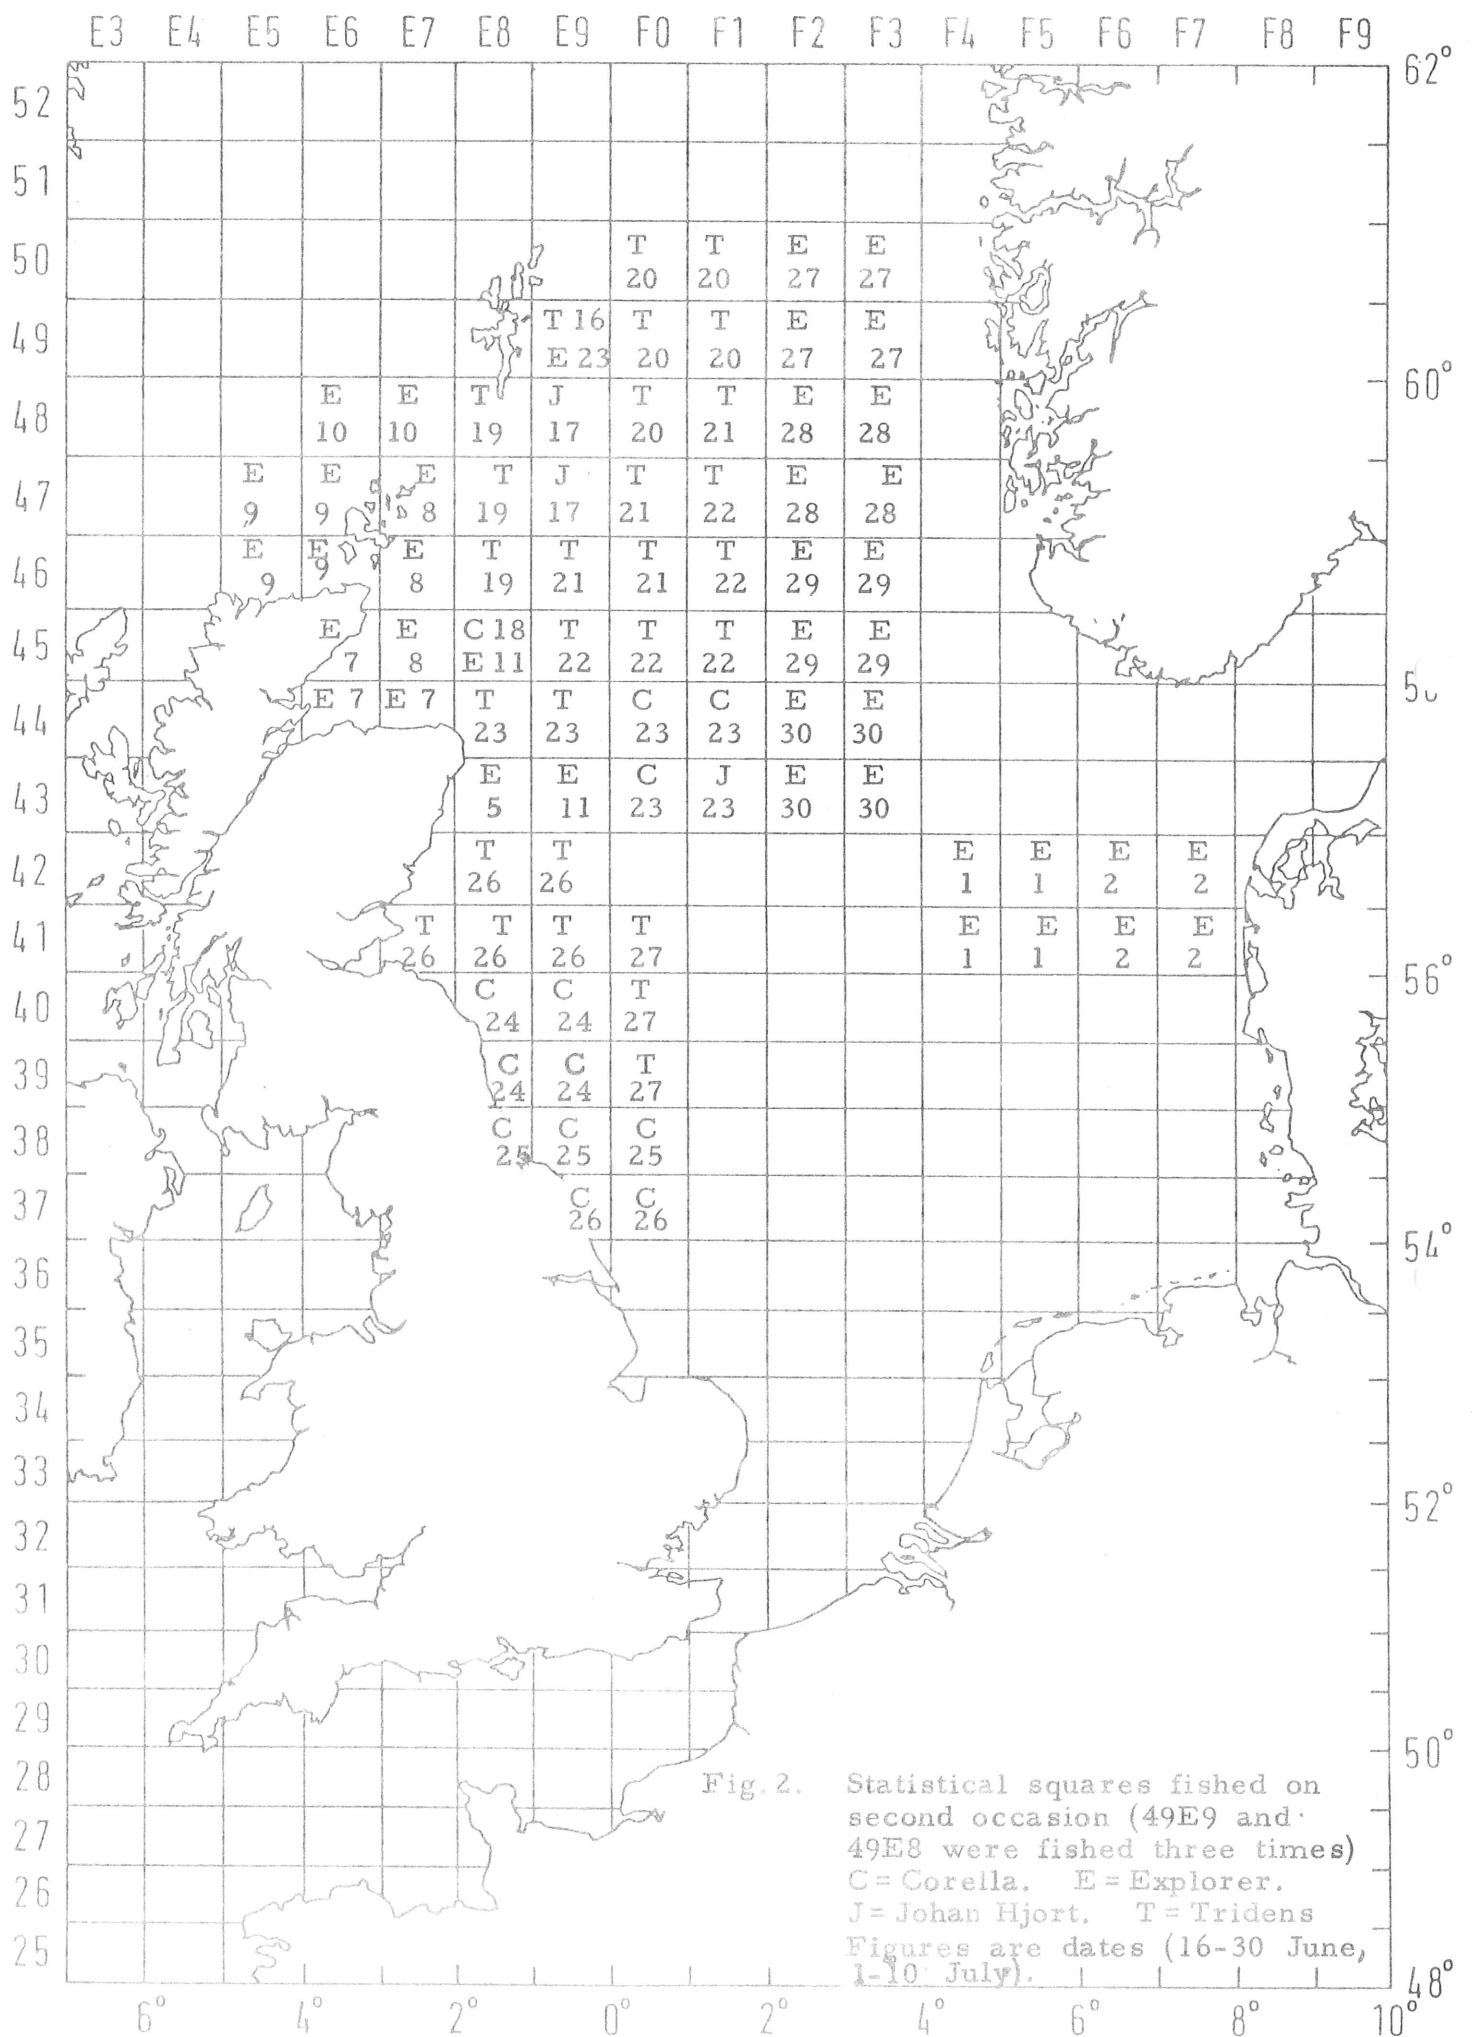 E3 E4 E5 E6 E7 E8 E9 F0 F1 F2 F3 F4 F5 F6 F7 F8 F9
62°
52
51
50 T T E E
20 20 27 27
49 T 16 T T E E
E 23 20 20 27 27
60°
48 E E T J T T E E
10 10 19 17 20 21 28 28
47 E E E T J T T E E
9 9 8 19 17 21 22 28 28
46 E E E T T T T E E
9 9 8 19 21 21 22 29 29
45 E E C 18 T T T E E
7 8 E 11 22 22 22 29 29
44 E 7 E 7 T T C C E E
23 23 23 23 30 30
43 E E C J E E
5 11 23 23 30 30
42 T T E E E E
26 26 1 1 2 2
41 T T T T E E E E
26 26 26 27 1 1 2 2
56°
40 C C T
24 24 27
39 C C T
24 24 27
38 C C C
25 25 25
37 C C
26 26
54°
36
35
34
33
52°
32
31
30
29
50°
28
27
26
25
Fig. 2. Statistical squares fished on
second occasion (49E9 and
49E8 were fished three times)
C = Corella. E = Explorer.
J = Johan Hjort. T = Tridens
Figures are dates (16-30 June,
1-10 July).
48°
6° 4° 2° 0° 2° 4° 6° 8° 10°